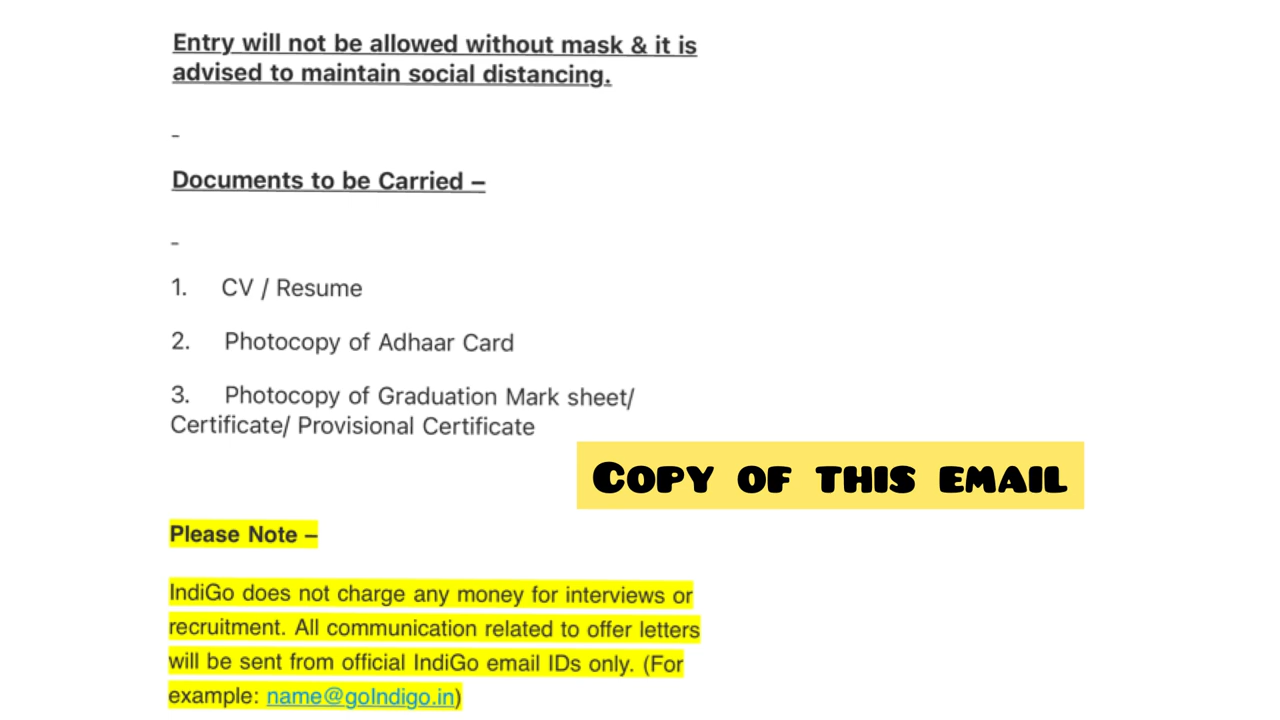 Entry will not be allowed without mask & it is
advised to maintain social distancing.
-
Documents to be Carried –
-
1. CV / Resume
2. Photocopy of Adhaar Card
3. Photocopy of Graduation Mark sheet/
Certificate/ Provisional Certificate
COPY OF THIS EMAIL
Please Note –
IndiGo does not charge any money for interviews or
recruitment. All communication related to offer letters
will be sent from official IndiGo email IDs only. (For
example: name@goIndigo.in)